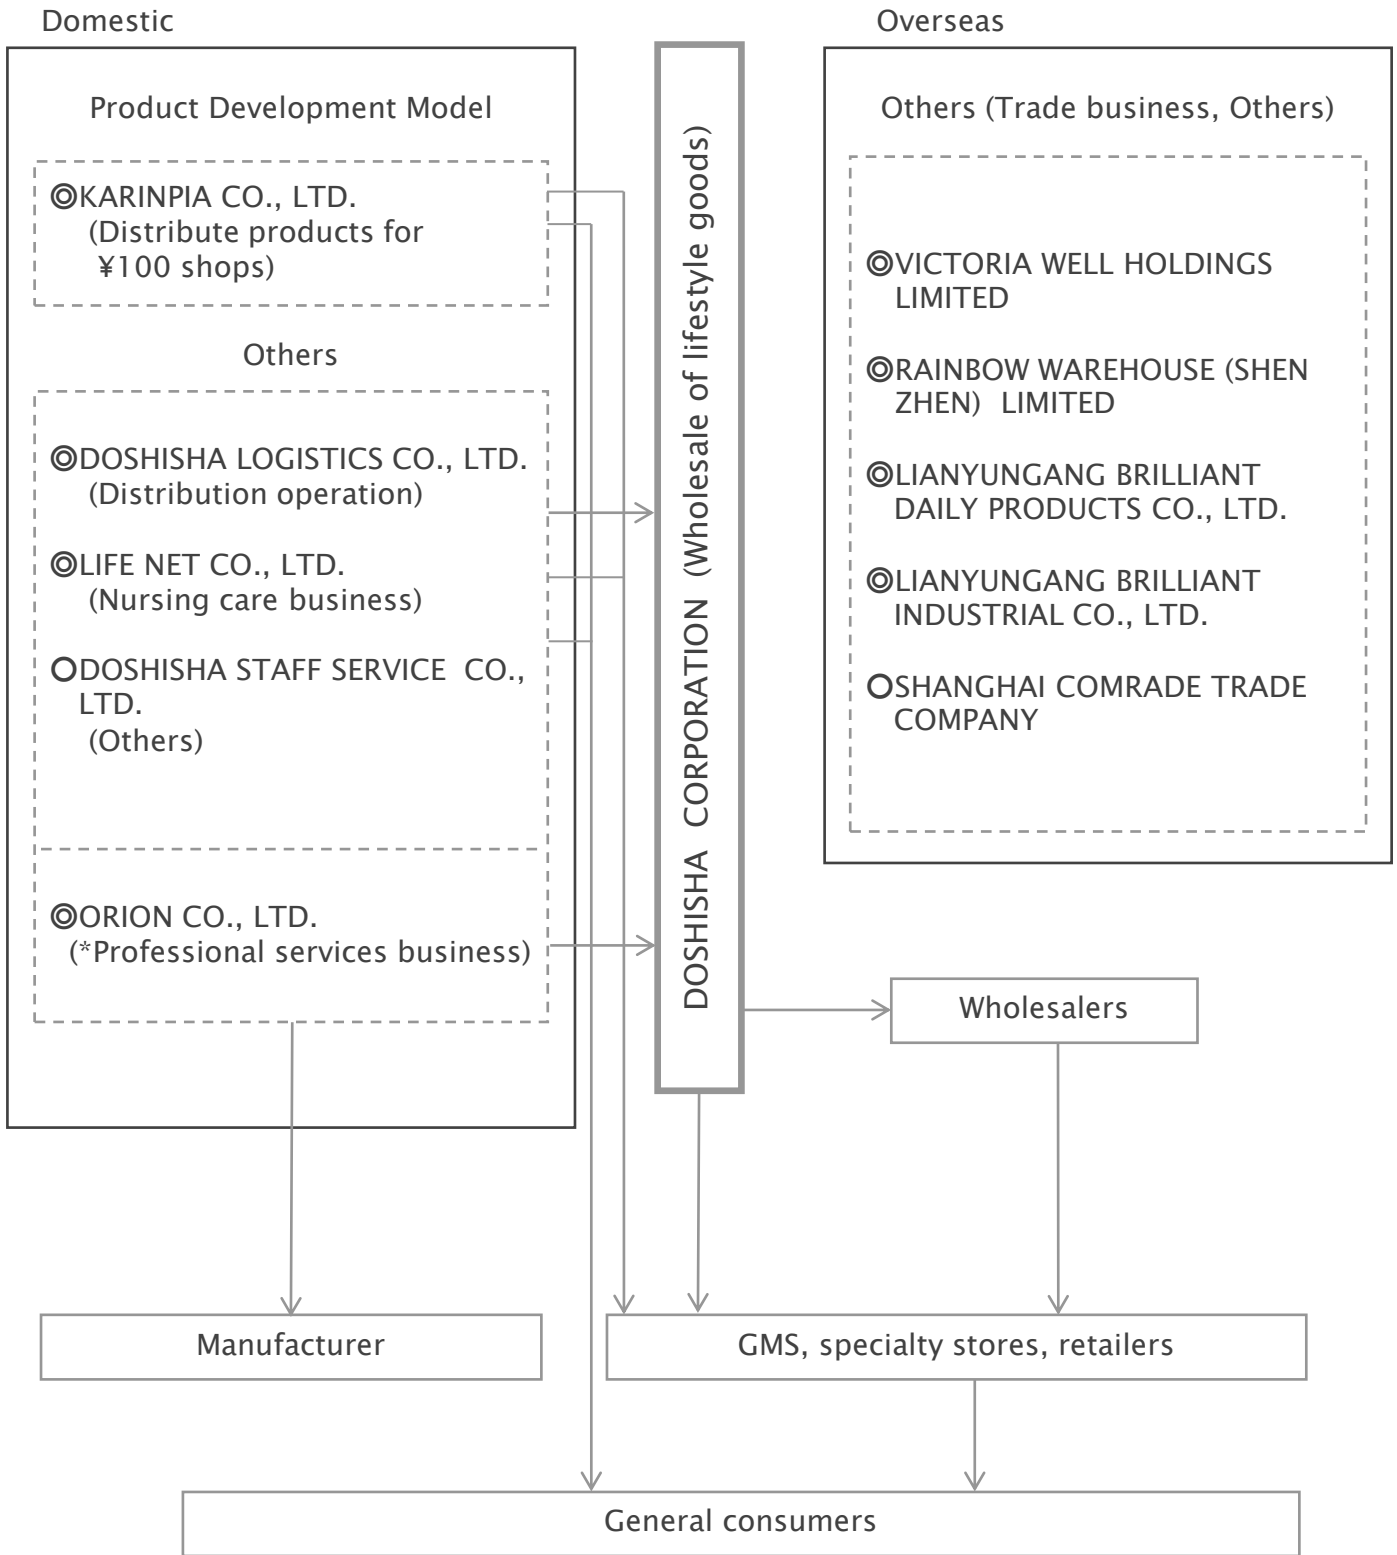 Domestic
Product Development Model
◎KARINPIA CO., LTD.
(Distribute products for
¥100 shops)
Others
◎DOSHISHA LOGISTICS CO., LTD.
(Distribution operation)
◎LIFE NET CO., LTD.
(Nursing care business)
○DOSHISHA STAFF SERVICE CO.,
LTD.
(Others)
◎ORION CO., LTD.
(*Professional services business)
DOSHISHA CORPORATION (Wholesale of lifestyle goods)
Overseas
Others (Trade business, Others)
◎VICTORIA WELL HOLDINGS
LIMITED
◎RAINBOW WAREHOUSE (SHEN
ZHEN) LIMITED
◎LIANYUNGANG BRILLIANT
DAILY PRODUCTS CO., LTD.
◎LIANYUNGANG BRILLIANT
INDUSTRIAL CO., LTD.
○SHANGHAI COMRADE TRADE
COMPANY
Wholesalers
Manufacturer
GMS, specialty stores, retailers
General consumers